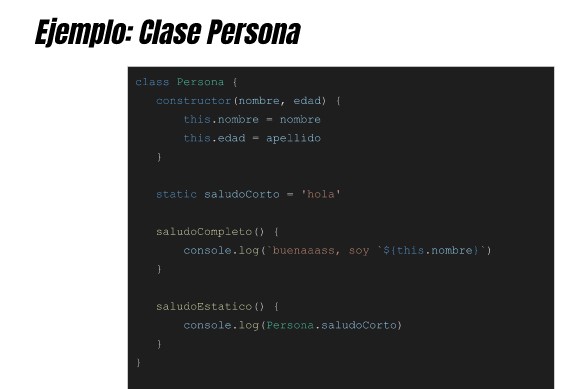 Ejemplo: Clase Persona
class Persona {
constructor(nombre, edad) {
this.nombre = nombre
this.edad = apellido
}
static saludoCorto = 'hola'
saludoCompleto() {
console.log(`buenaaass, soy `${this.nombre}`)
}
saludoEstatico() {
console.log(Persona.saludoCorto)
}
}